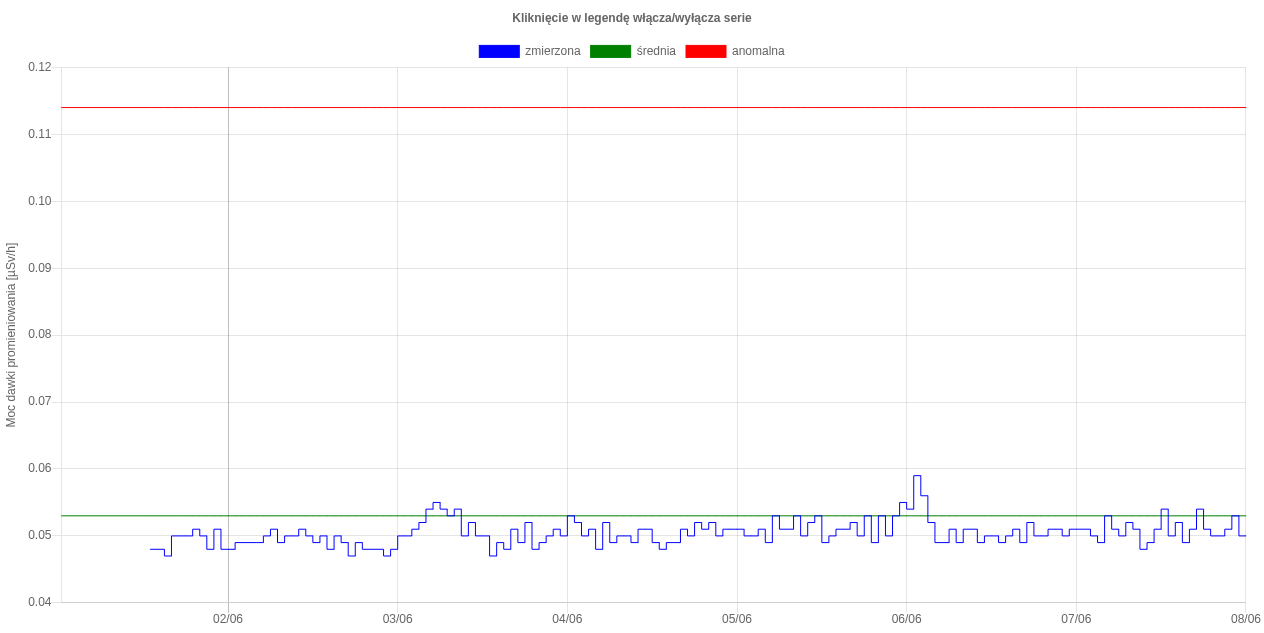 Kliknięcie w legendę włącza/wyłącza serie
zmierzona średnia anomalna
Moc dawki promieniowania [µSv/h]
0.12
0.11
0.10
0.09
0.08
0.07
0.06
0.05
0.04
02/06 03/06 04/06 05/06 06/06 07/06 08/06